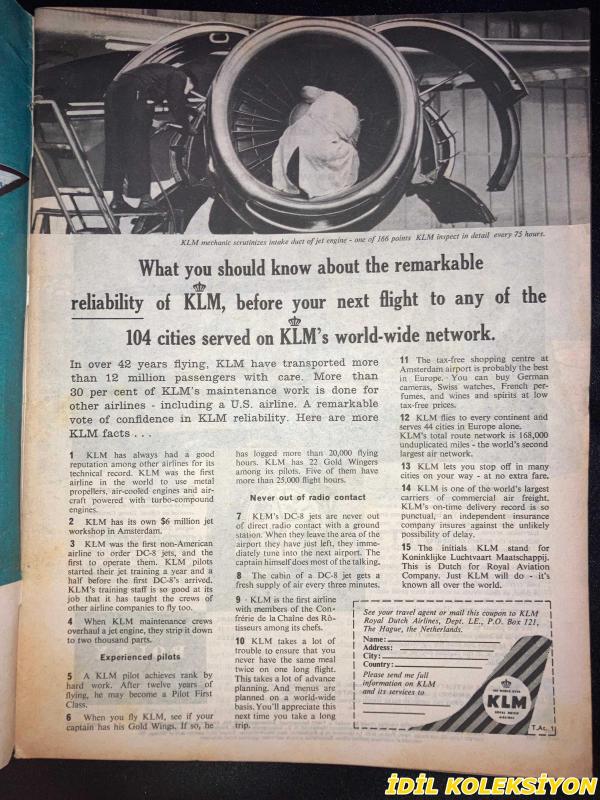 KLM mechanic scrutinizes intake duct of jet engine - one of 166 points KLM inspect in detail every 75 hours.
What you should know about the remarkable
reliability of KLM, before your next flight to any of the
104 cities served on KLM's world-wide network.
In over 42 years flying, KLM have transported more
than 12 million passengers with care. More than
30 per cent of KLM's maintenance work is done for
other airlines - including a U.S. airline. A remarkable
vote of confidence in KLM reliability. Here are more
KLM facts . . .
1 KLM has always had a good
reputation among other airlines for its
technical record. KLM was the first
airline in the world to use metal
propellers, air-cooled engines and air-
craft powered with turbo-compound
engines.
2 KLM has its own $6 million jet
workshop in Amsterdam.
3 KLM was the first non-American
airline to order DC-8 jets, and the
first to operate them. KLM pilots
started their jet training a year and a
half before the first DC-8's arrived.
KLM's training staff is so good at its
job that it has taught the crews of
other airline companies to fly too.
4 When KLM maintenance crews
overhaul a jet engine, they strip it down
to two thousand parts.
Experienced pilots
5 A KLM pilot achieves rank by
hard work. After twelve years of
flying, he may become a Pilot First
Class.
6 When you fly KLM, see if your
captain has his Gold Wings. If so, he
has logged more than 20,000 flying
hours. KLM has 22 Gold Wingers
among its pilots. Five of them have
more than 25,000 flight hours.
Never out of radio contact
7 KLM's DC-8 jets are never out
of direct radio contact with a ground
station. When they leave the area of the
airport they have just left, they imme-
diately tune into the next airport. The
captain himself does most of the talking.
8 The cabin of a DC-8 jet gets a
fresh supply of air every three minutes.
9 KLM is the first airline
with members of the Con-
frérie de la Chaîne des Rô-
tisseurs among its chefs.
10 KLM takes a lot of
trouble to ensure that you
never have the same meal
twice on one long flight.
This takes a lot of advance
planning. And menus are
planned on a world-wide
basis. You'll appreciate this
next time you take a long
trip.
11 The tax-free shopping centre at
Amsterdam airport is probably the best
in Europe. You can buy German
cameras, Swiss watches, French per-
fumes, and wines and spirits at low
tax-free prices.
12 KLM flies to every continent and
serves 44 cities in Europe alone.
KLM's total route network is 168,000
unduplicated miles - the world's second
largest air network.
13 KLM lets you stop off in many
cities on your way - at no extra fare.
14 KLM is one of the world's largest
carriers of commercial air freight.
KLM's on-time delivery record is so
punctual, an independent insurance
company insures against the unlikely
possibility of delay.
15 The initials KLM stand for
Koninklijke Luchtvaart Maatschappij.
This is Dutch for Royal Aviation
Company. Just KLM will do - it's
known all over the world.
See your travel agent or mail this coupon to KLM
Royal Dutch Airlines, Dept. I.E., P.O. Box 121,
The Hague, the Netherlands.
Name:
Address:
City:
Country:
Please send me full
information on KLM
and its services to
KLM
ROYAL DUTCH
AIRLINES
T.At. 1
İDİL KOLEKSİYON